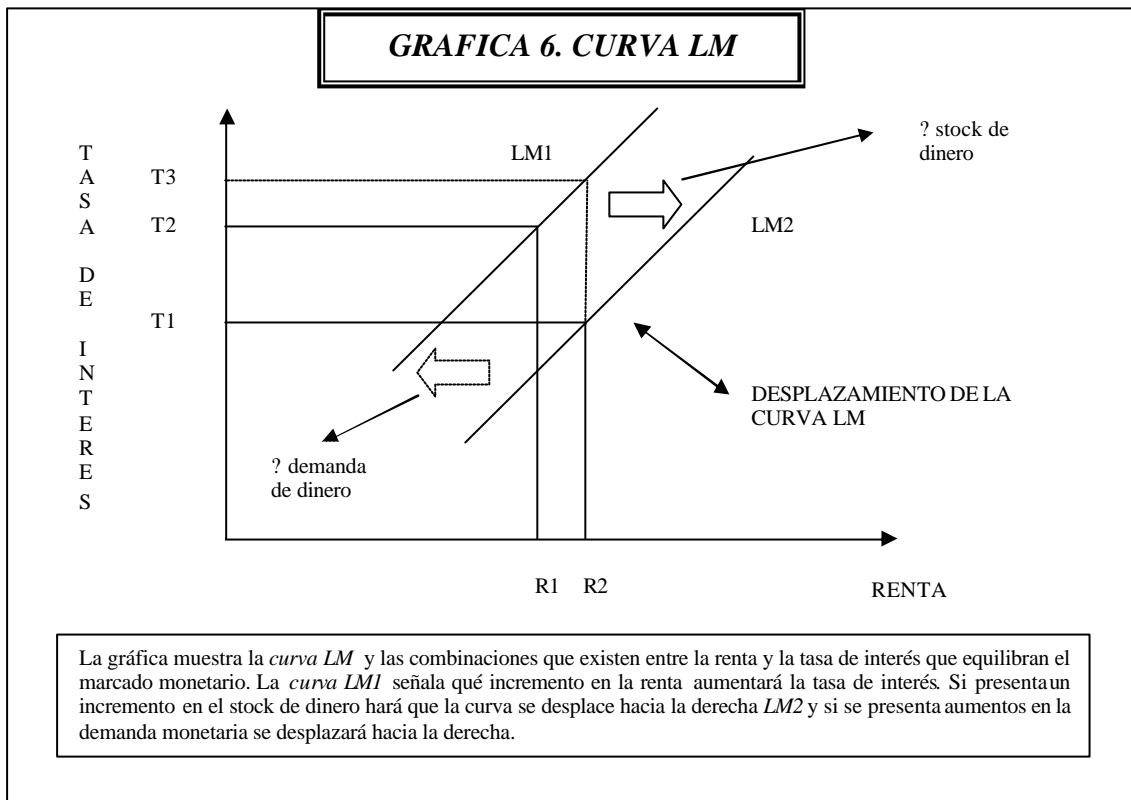 GRAFICA 6. CURVA LM
TASA DE INTERES
T3
T2
T1
LM1
? stock de
dinero
LM2
DESPLAZAMIENTO DE LA
CURVA LM
? demanda
de dinero
R1 R2
RENTA
La gráfica muestra la curva LM y las combinaciones que existen entre la renta y la tasa de interés que equilibran el
marcado monetario. La curva LM1 señala qué incremento en la renta aumentará la tasa de interés. Si presenta un
incremento en el stock de dinero hará que la curva se desplace hacia la derecha LM2 y si se presenta aumentos en la
demanda monetaria se desplazará hacia la derecha.